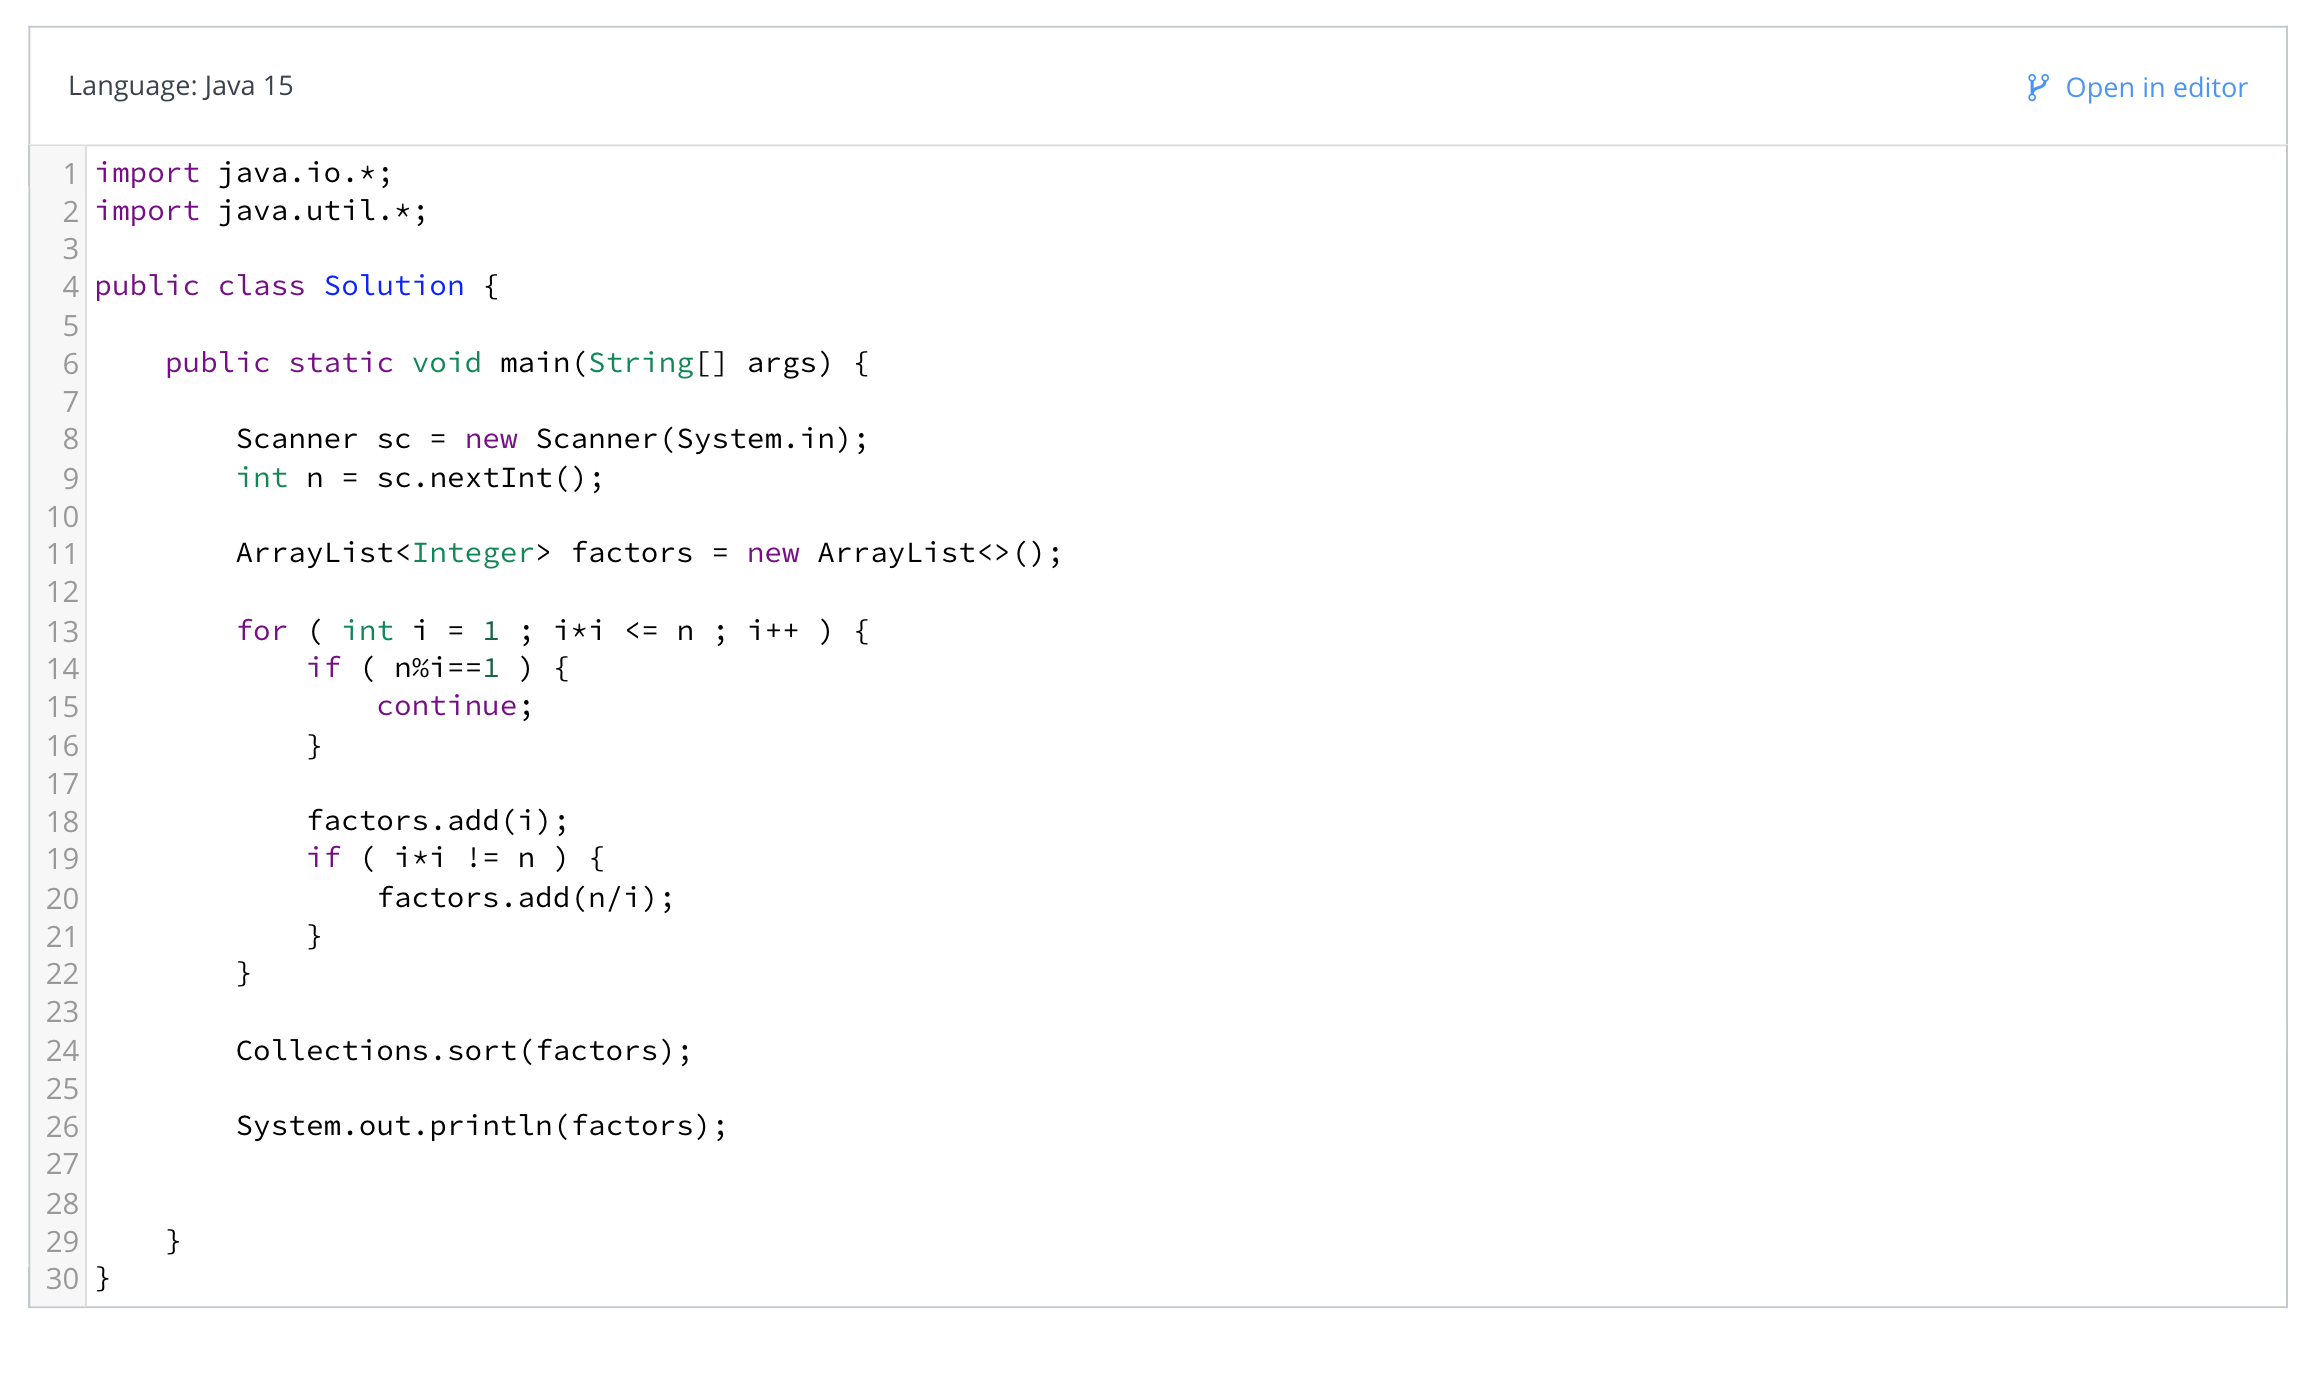 Language: Java 15
Open in editor
1 import java.io.*;
2 import java.util.*;
3
4 public class Solution {
5
6     public static void main(String[] args) {
7
8         Scanner sc = new Scanner(System.in);
9         int n = sc.nextInt();
10
11         ArrayList<Integer> factors = new ArrayList<>();
12
13         for ( int i = 1 ; i*i <= n ; i++ ) {
14             if ( n%i==1 ) {
15                 continue;
16             }
17
18             factors.add(i);
19             if ( i*i != n ) {
20                 factors.add(n/i);
21             }
22         }
23
24         Collections.sort(factors);
25
26         System.out.println(factors);
27
28
29     }
30 }